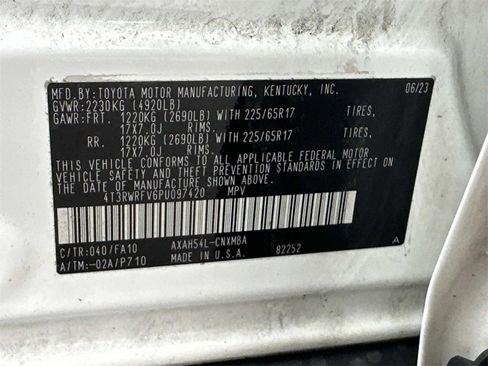 MFD.BY:TOYOTA MOTOR MANUFACTURING, KENTUCKY, INC. 06/23
GVWR:2230KG (4920LB)
GAWR:FRT. 1220KG (2690LB) WITH 225/65R17 TIRES,
17X7.0J RIMS.
RR. 1220KG (2690LB) WITH 225/65R17 TIRES,
17X7.0J RIMS.
THIS VEHICLE CONFORMS TO ALL APPLICABLE FEDERAL MOTOR
VEHICLE SAFETY AND THEFT PREVENTION STANDARDS IN EFFECT
ON THE DATE OF MANUFACTURE SHOWN ABOVE.
4T3RWRFV6PU097420 MPV
C/TR:040/FA10 AXAH54L-CNXMBA A
A/TM:-02A/P710 MADE IN U.S.A. 82252